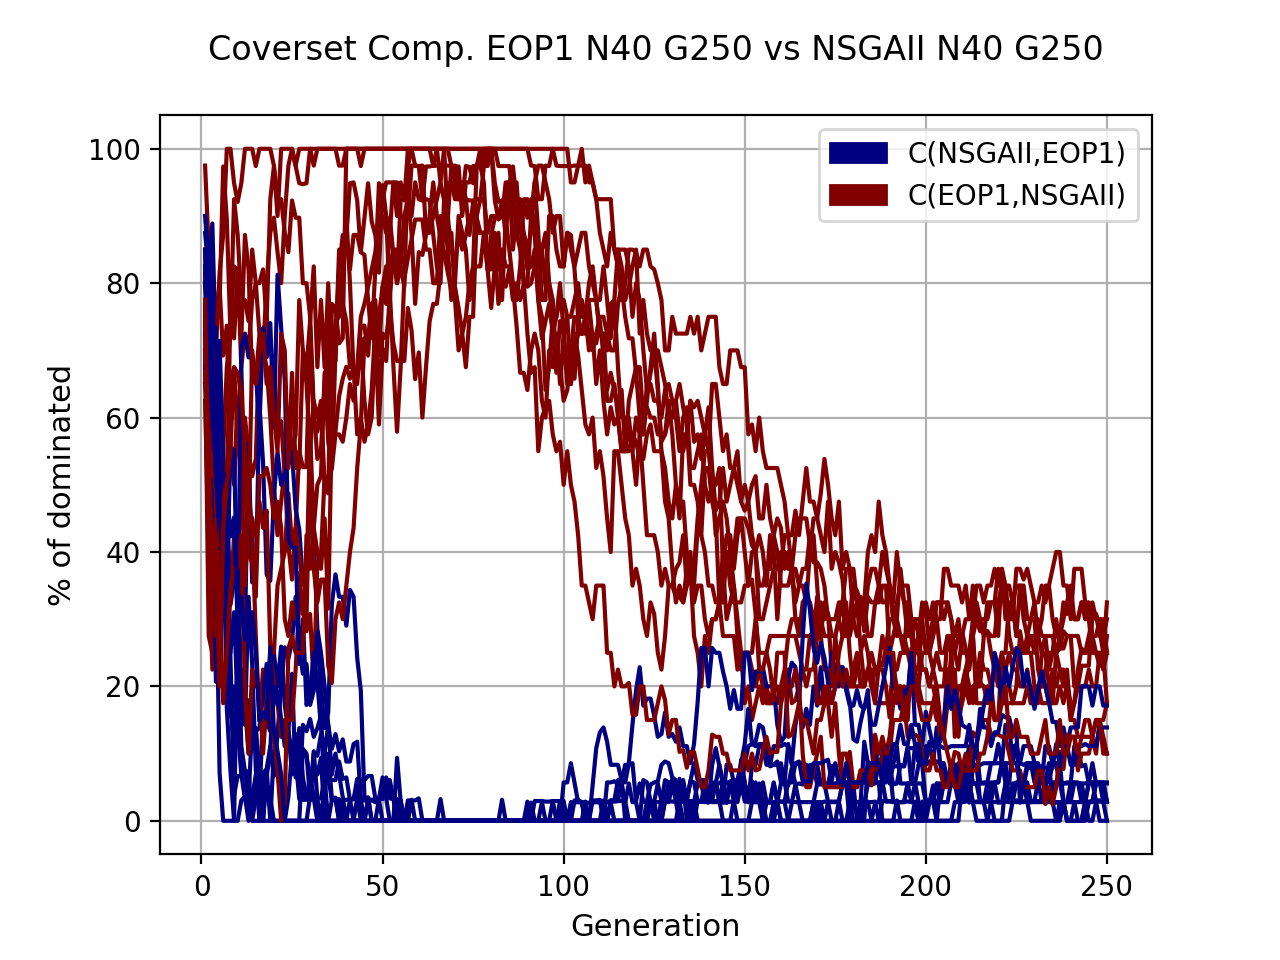 Coverset Comp. EOP1 N40 G250 vs NSGAII N40 G250
C(NSGAII,EOP1)
C(EOP1,NSGAII)
100
80
60
40
20
0
% of dominated
0 50 100 150 200 250
Generation